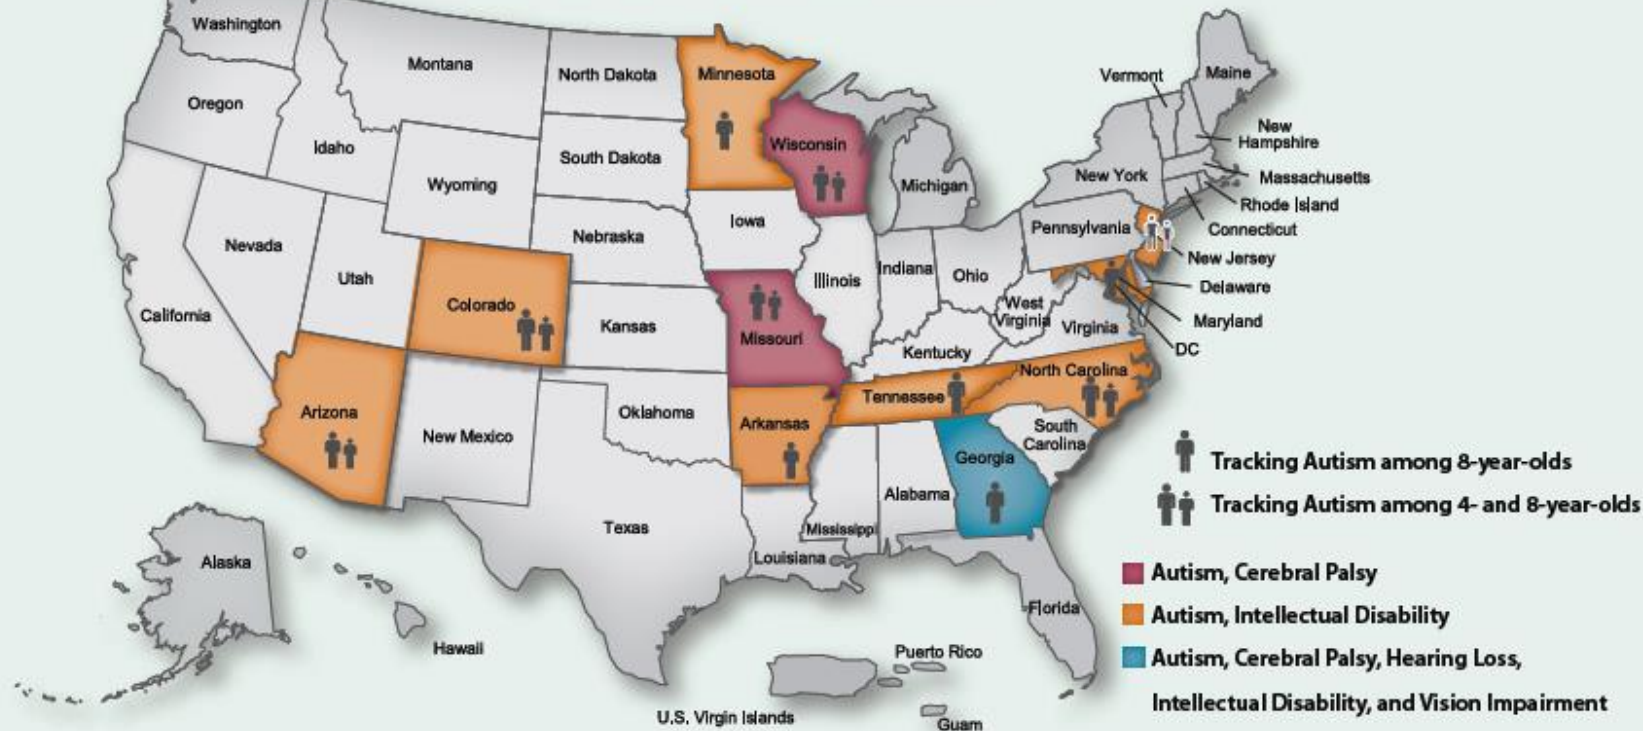 Washington
Montana
North Dakota
Minnesota
Vermont
Maine
Oregon
Idaho
Wyoming
South Dakota
Wisconsin
Michigan
New York
New
Hampshire
Massachusetts
Rhode Island
Connecticut
New Jersey
Delaware
Maryland
DC
Nevada
Utah
Colorado
Nebraska
Iowa
Illinois
Indiana
Ohio
Pennsylvania
West
Virginia
Virginia
California
Kansas
Missouri
Kentucky
Arizona
New Mexico
Oklahoma
Arkansas
Tennessee
North Carolina
South
Carolina
Georgia
Alabama
Mississippi
Louisiana
Texas
Florida
Alaska
Hawaii
Puerto Rico
U.S. Virgin Islands
Guam
Tracking Autism among 8-year-olds
Tracking Autism among 4- and 8-year-olds
Autism, Cerebral Palsy
Autism, Intellectual Disability
Autism, Cerebral Palsy, Hearing Loss,
Intellectual Disability, and Vision Impairment